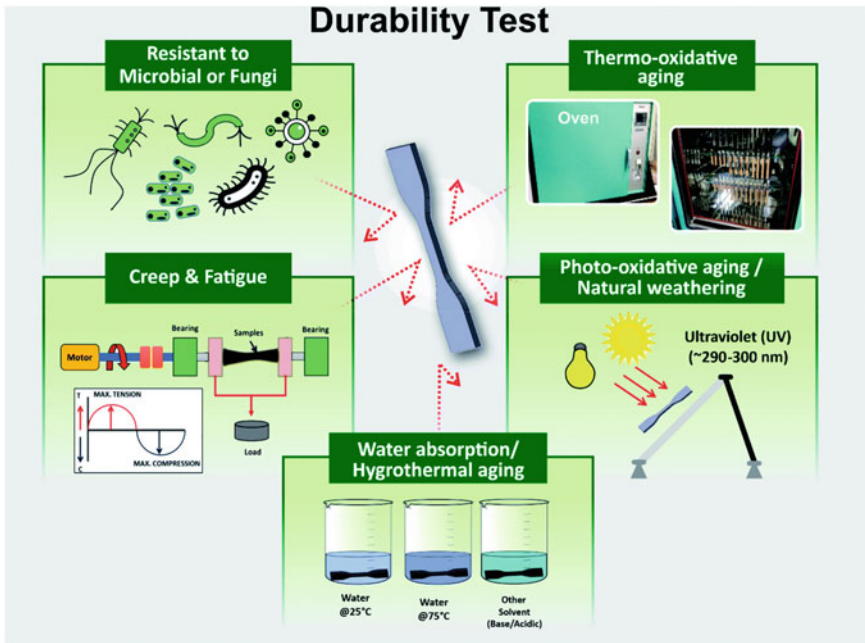 Durability Test
Resistant to
Microbial or Fungi
Thermo-oxidative
aging
Oven
Creep & Fatigue
Bearing
Samples
Bearing
Motor
T
MAX. TENSION
C
MAX. COMPRESSION
Load
Photo-oxidative aging /
Natural weathering
Ultraviolet (UV)
(~290-300 nm)
Water absorption/
Hygrothermal aging
Water
@25°C
Water
@75°C
Other
Solvent
(Base/Acidic)